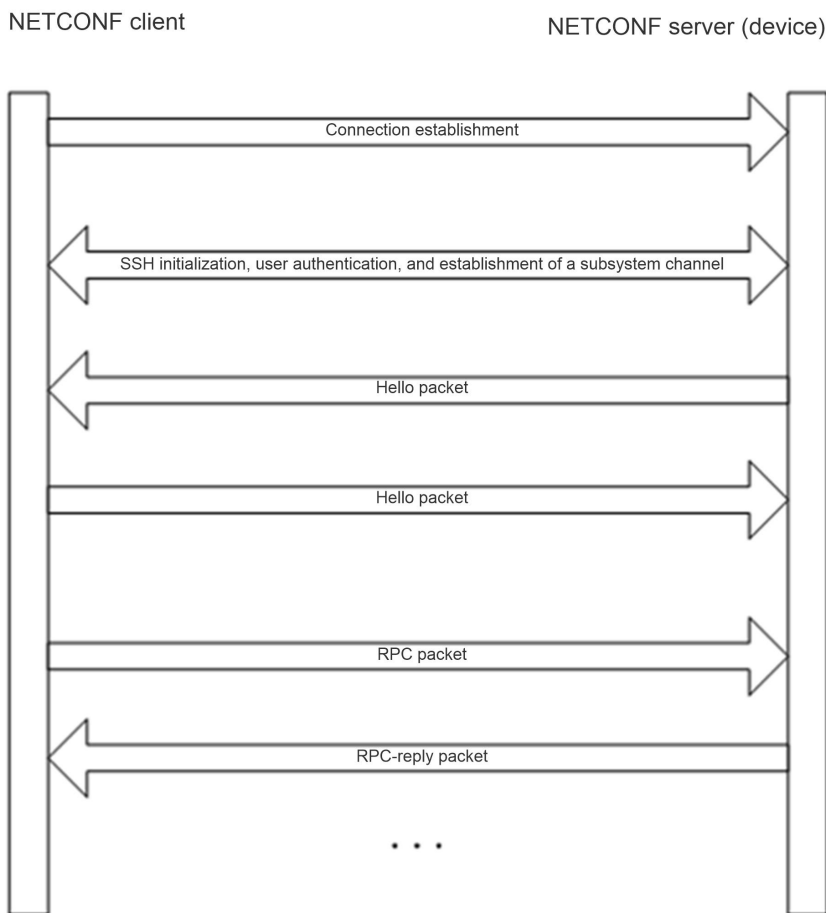 NETCONF client
NETCONF server (device)
Connection establishment
SSH initialization, user authentication, and establishment of a subsystem channel
Hello packet
Hello packet
RPC packet
RPC-reply packet
...